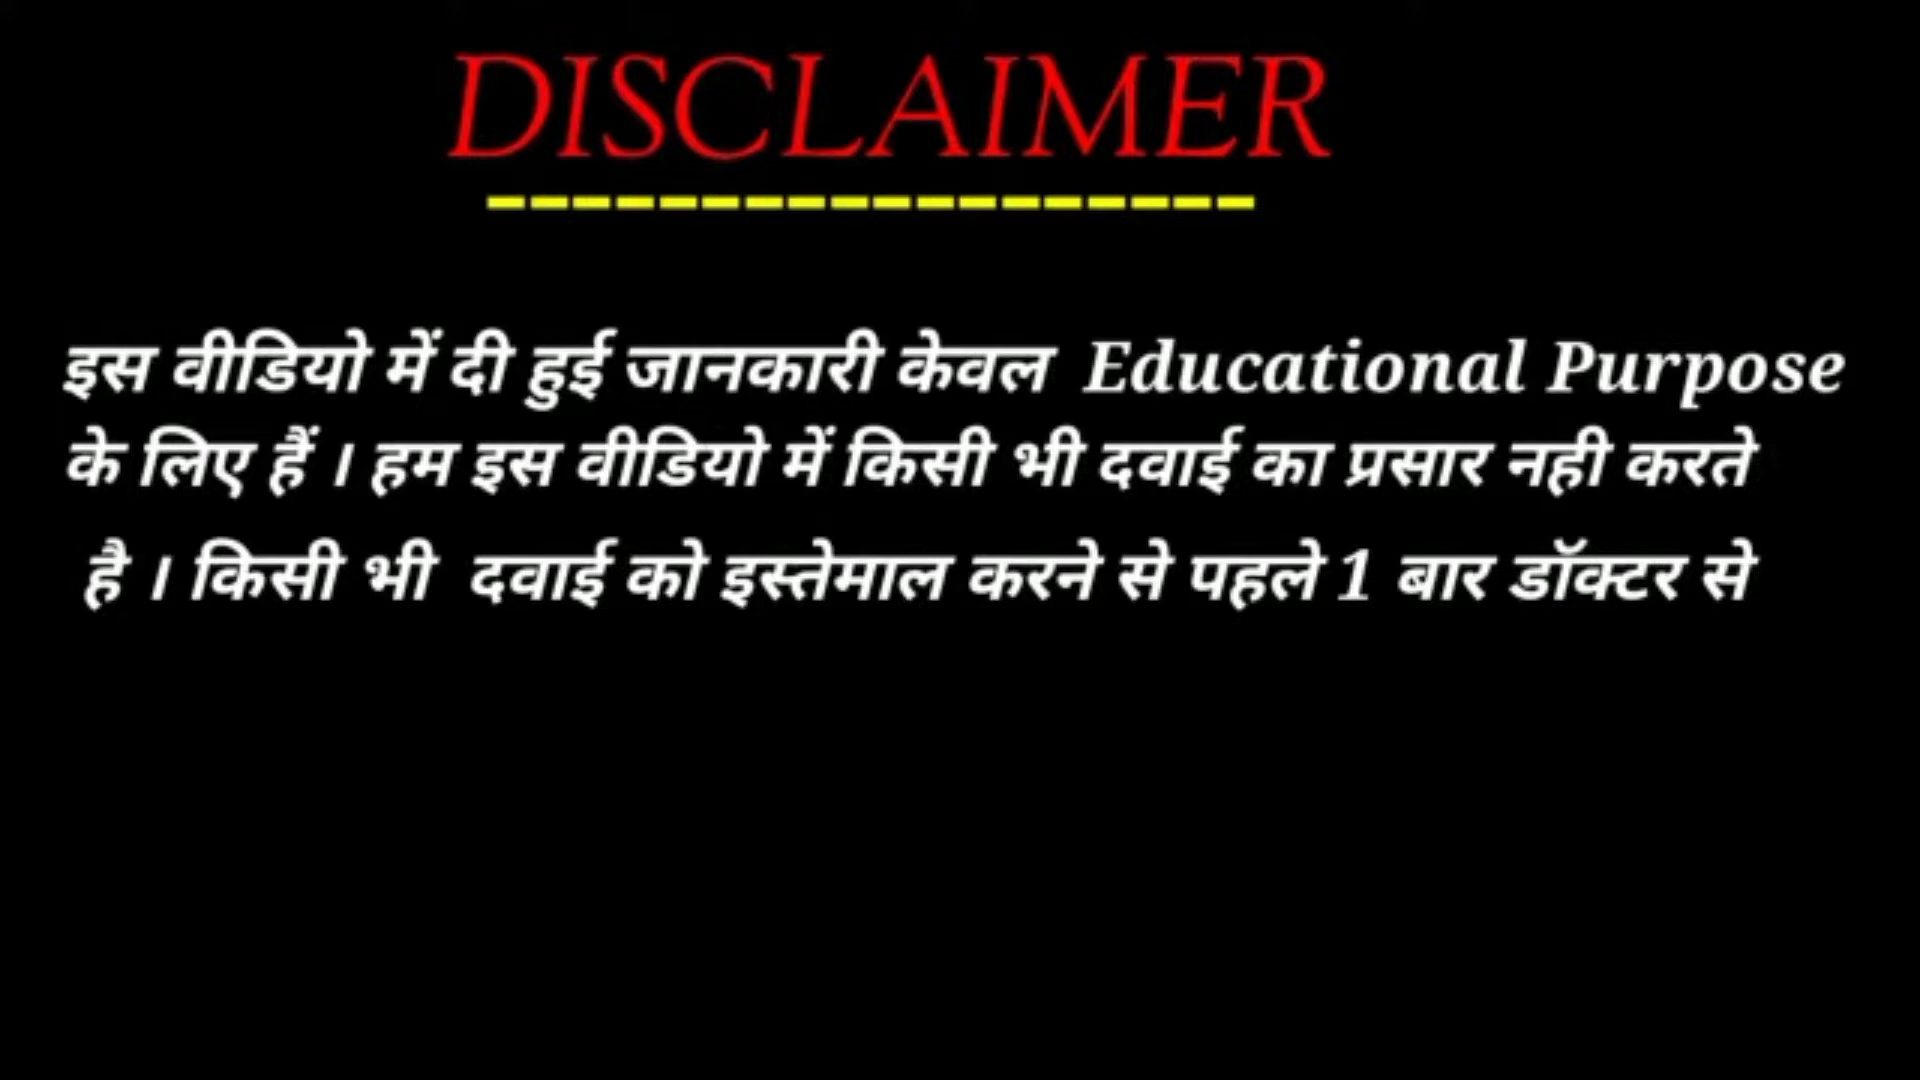 DISCLAIMER
------------------
इस वीडियो में दी हुई जानकारी केवल Educational Purpose
के लिए हैं । हम इस वीडियो में किसी भी दवाई का प्रसार नही करते
है । किसी भी दवाई को इस्तेमाल करने से पहले 1 बार डॉक्टर से